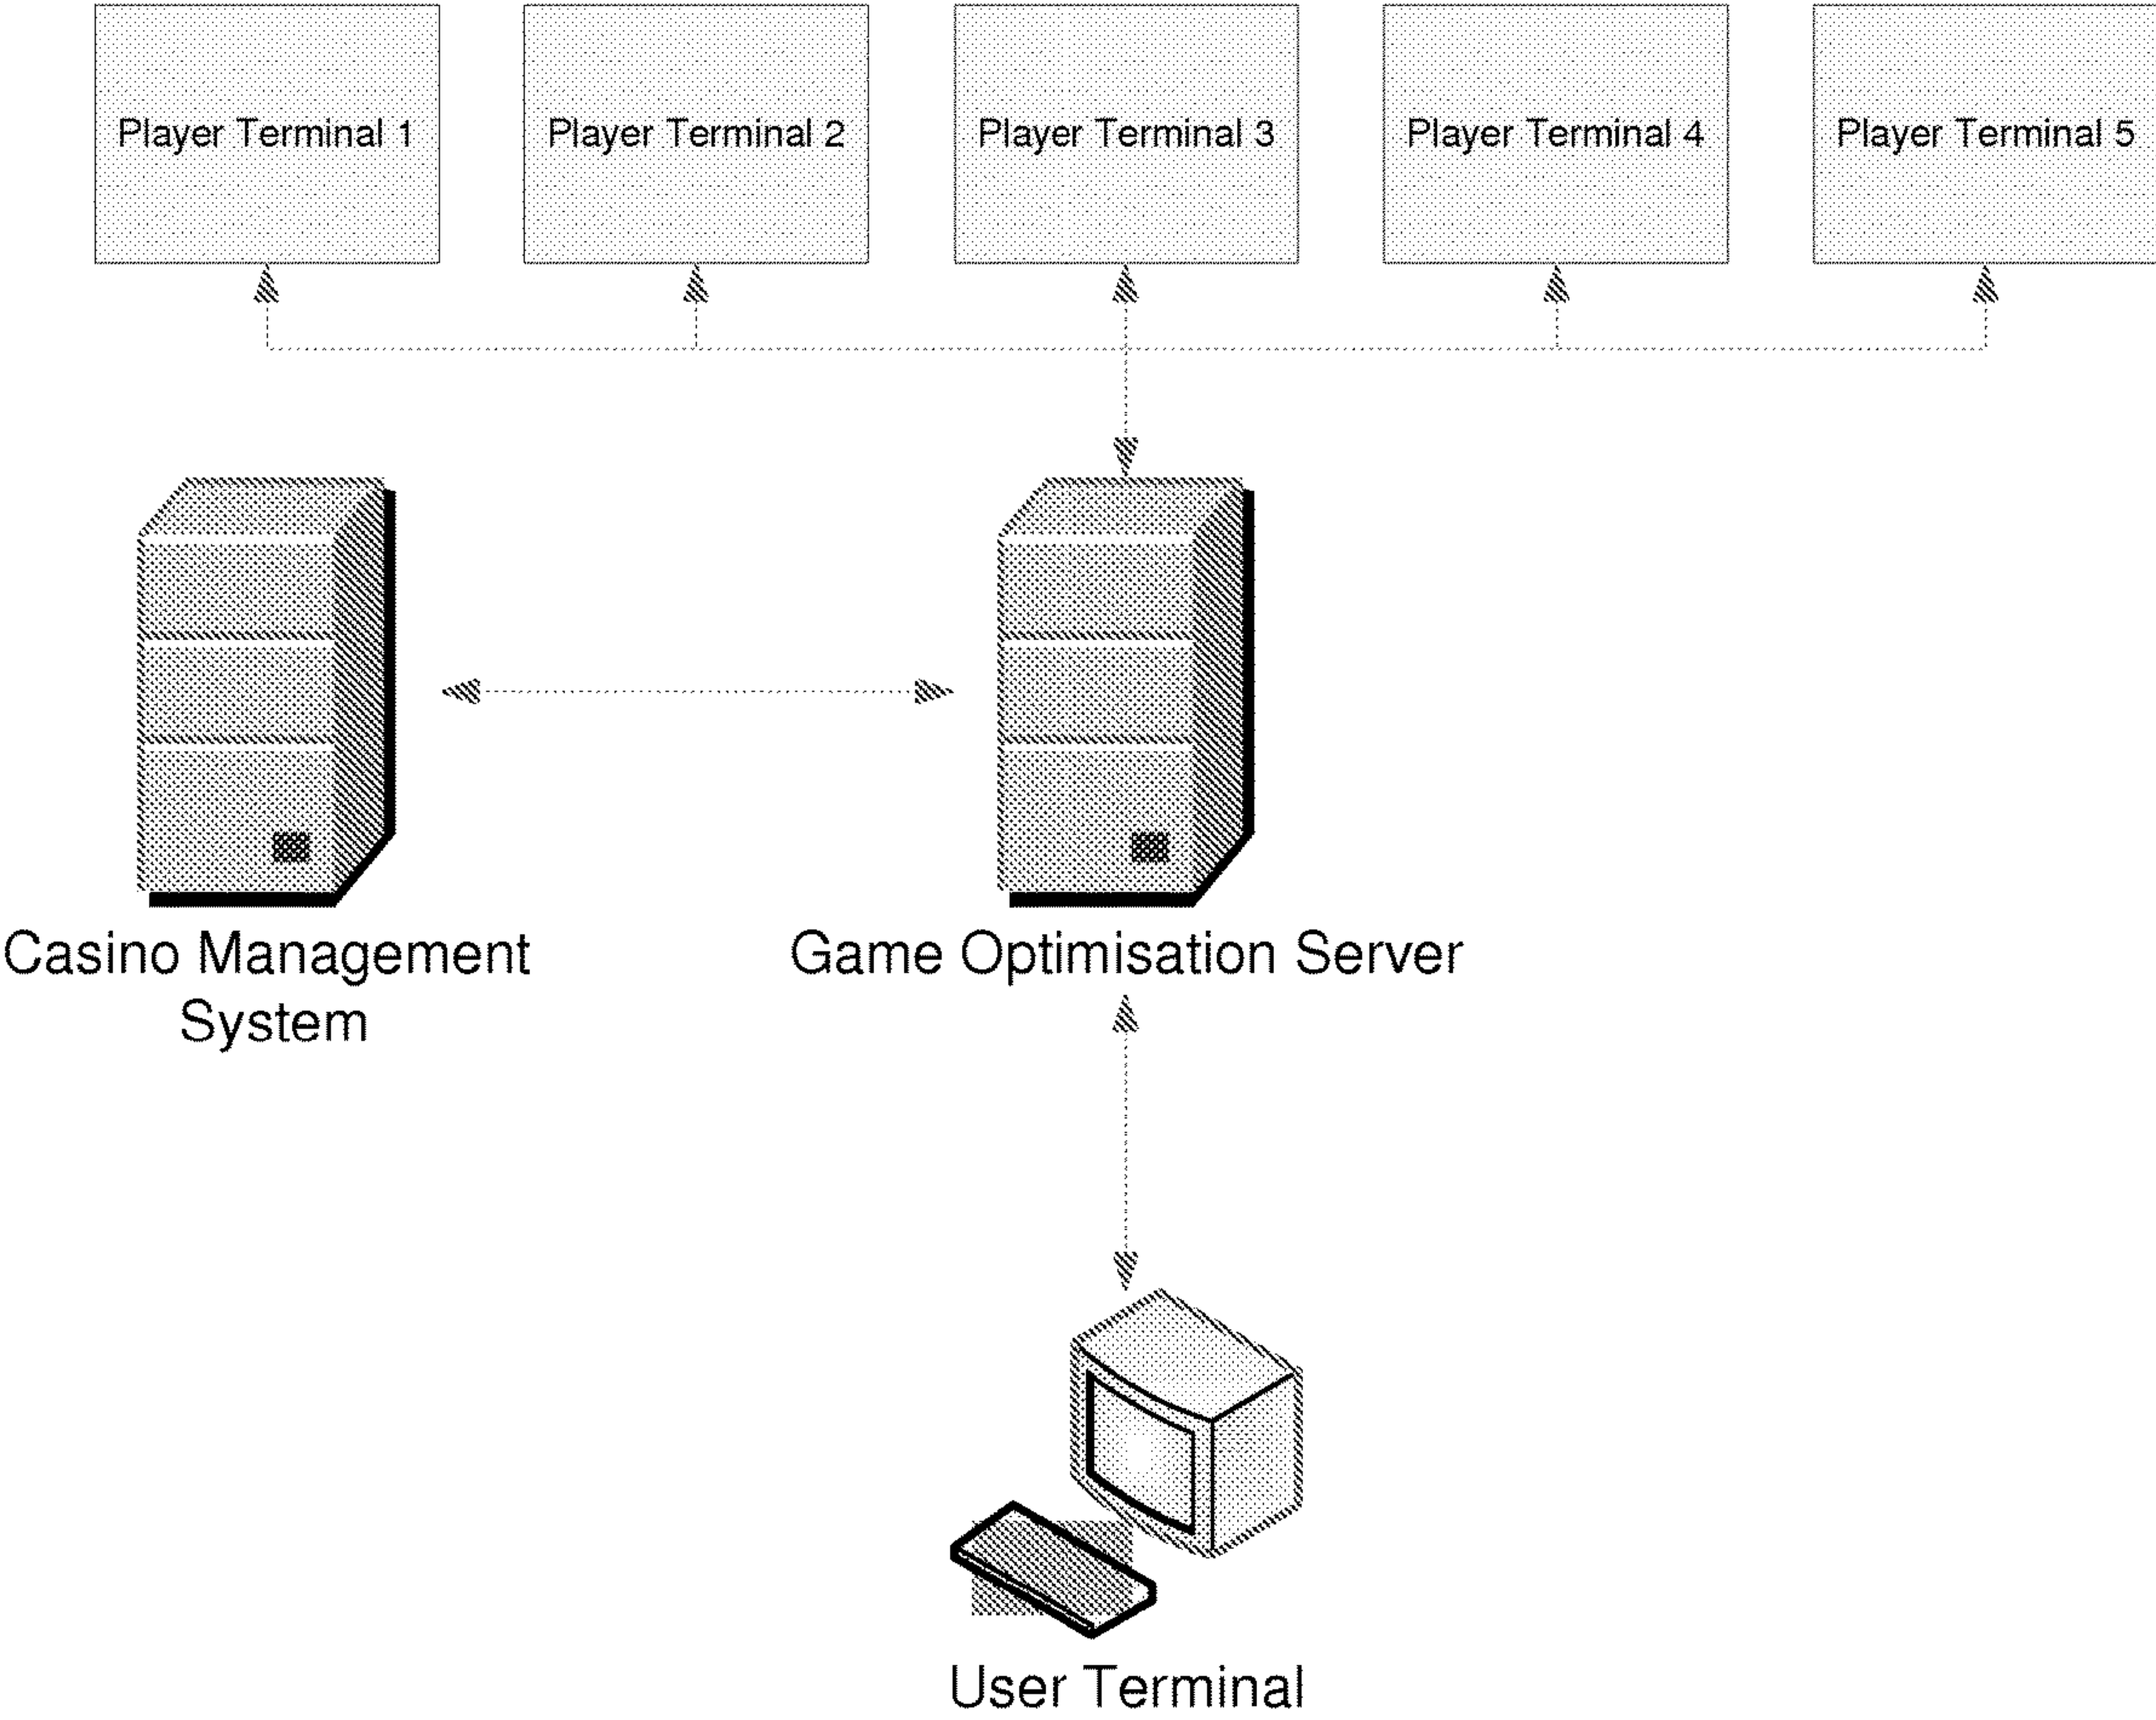 Player Terminal 1
Player Terminal 2
Player Terminal 3
Player Terminal 4
Player Terminal 5
Casino Management
System
Game Optimisation Server
User Terminal